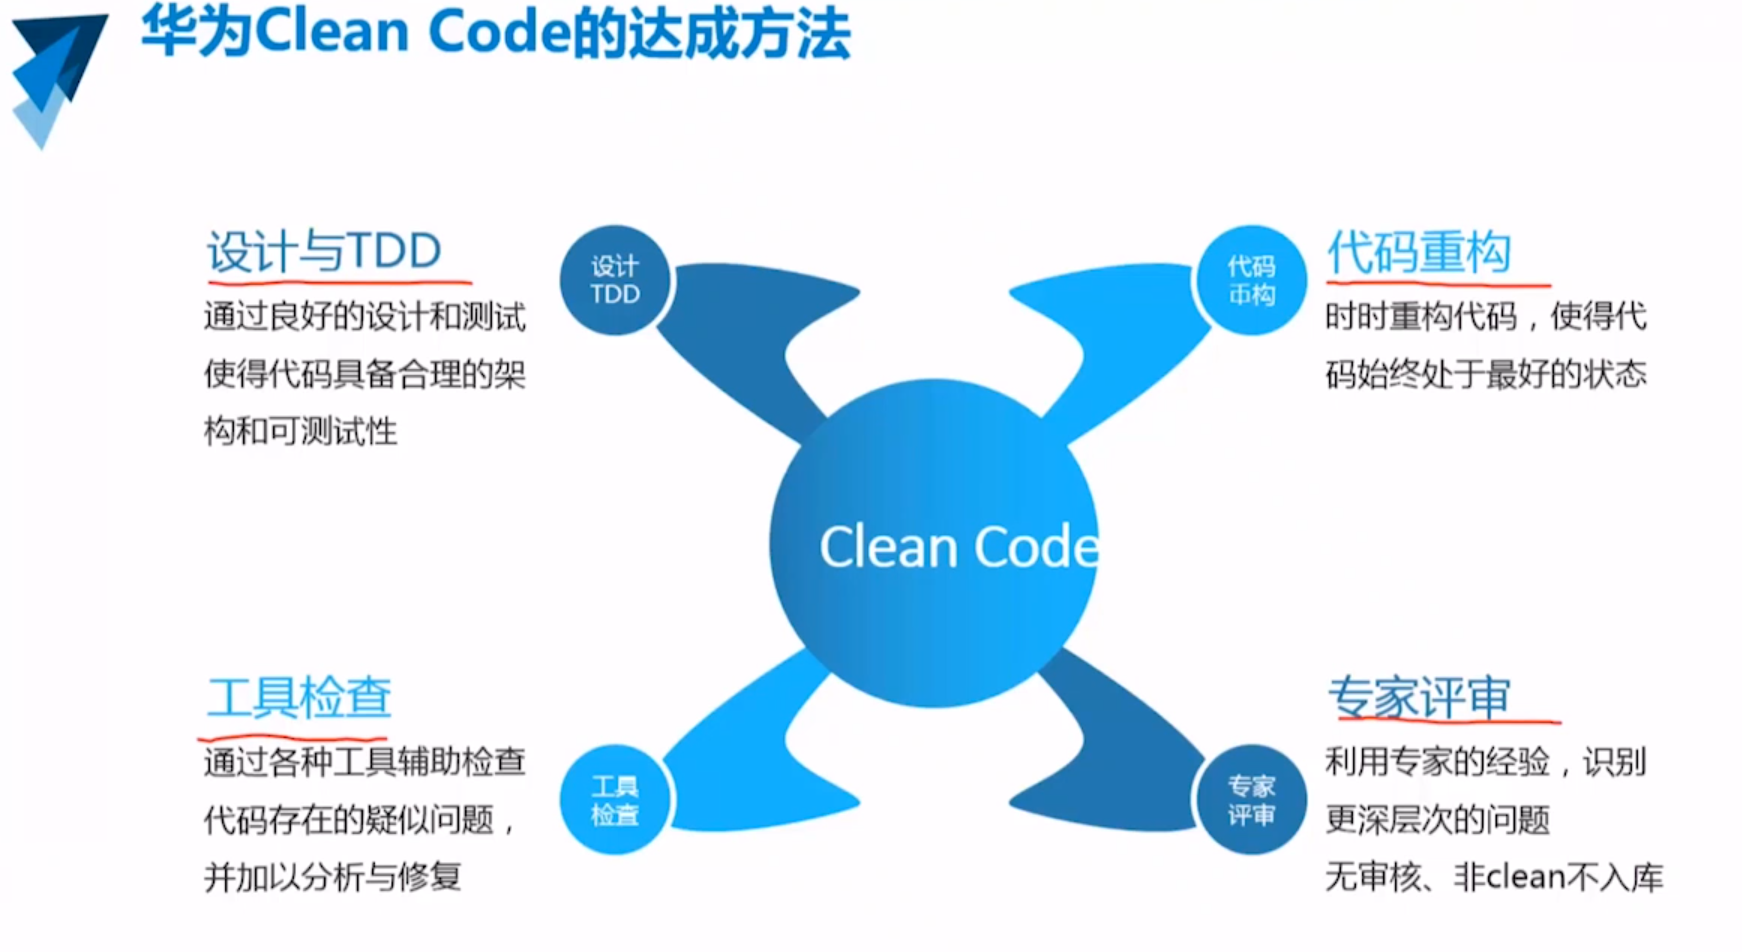 华为Clean Code的达成方法
设计与TDD
通过良好的设计和测试
使得代码具备合理的架
构和可测试性
设计
TDD
代码
币构
代码重构
时时重构代码，使得代
码始终处于最好的状态
Clean Code
工具检查
通过各种工具辅助检查
代码存在的疑似问题，
并加以分析与修复
工具
检查
专家
评审
专家评审
利用专家的经验，识别
更深层次的问题
无审核、非clean不入库